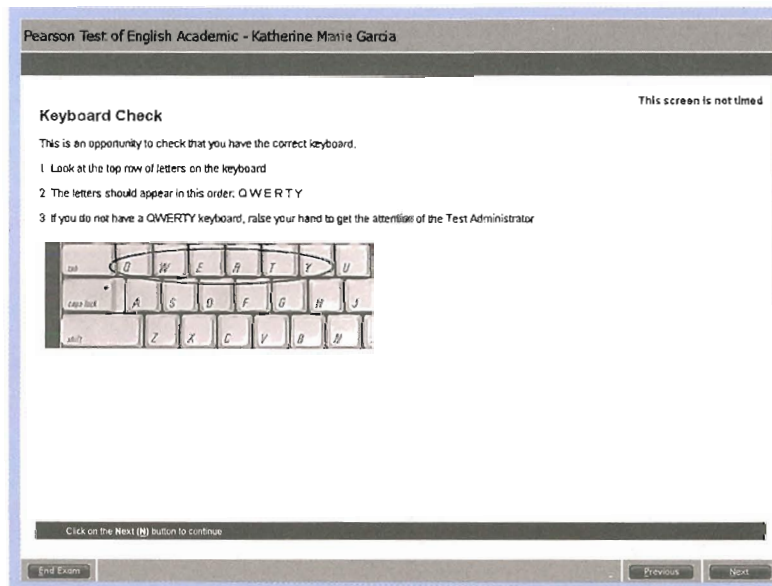 Pearson Test of English Academic - Katherine Marie Garcia
This screen is not timed
Keyboard Check
This is an opportunity to check that you have the correct keyboard.
1 Look at the top row of letters on the keyboard
2 The letters should appear in this order: Q W E R T Y
3 If you do not have a QWERTY keyboard, raise your hand to get the attention of the Test Administrator
tab Q W E R T Y U
caps lock A S D F G H J
shift Z X C V B N
Click on the Next (N) button to continue
End Exam Previous Next